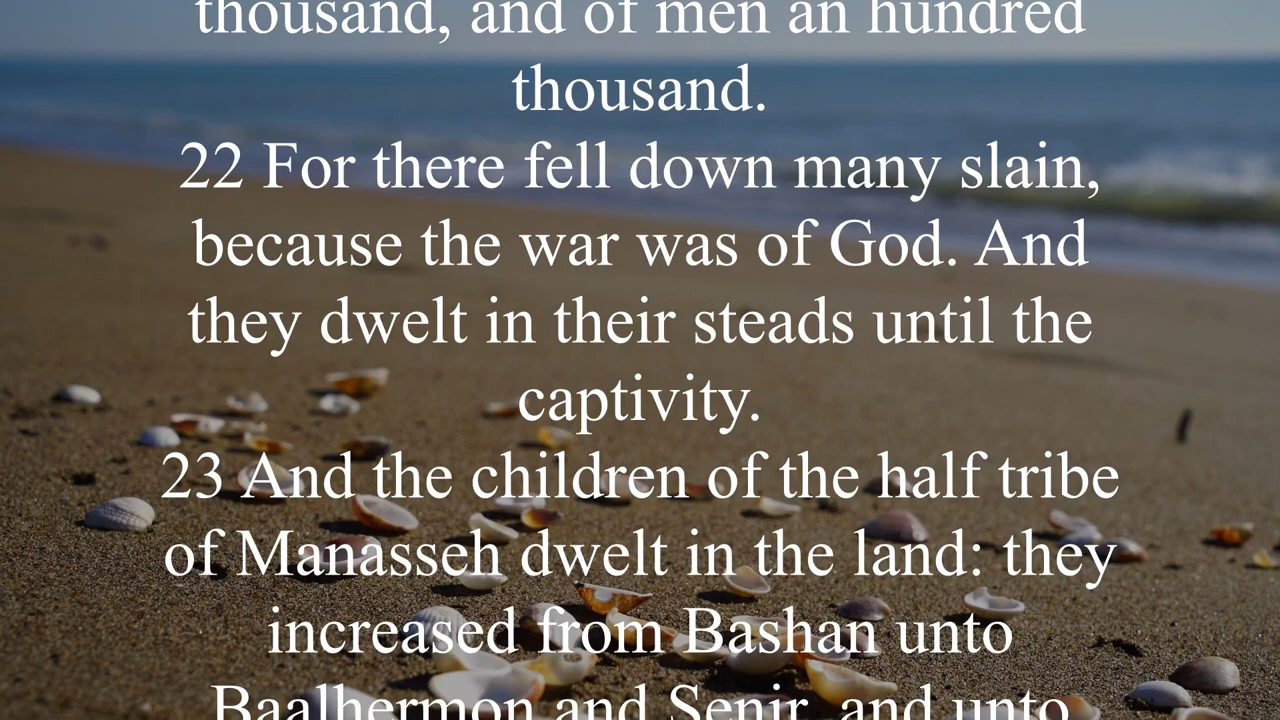 thousand, and of men an hundred
thousand.
22 For there fell down many slain,
because the war was of God. And
they dwelt in their steads until the
captivity.
23 And the children of the half tribe
of Manasseh dwelt in the land: they
increased from Bashan unto
Baalhermon and Senir, and unto